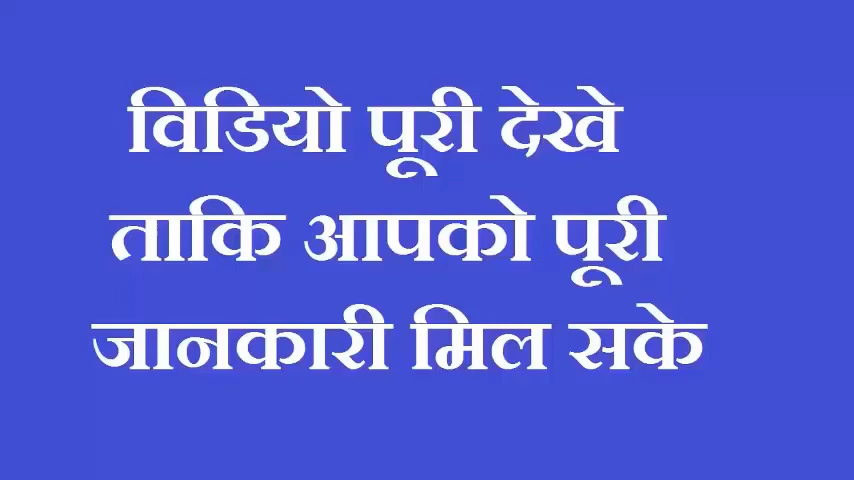 विडियो पूरी देखे
ताकि आपको पूरी
जानकारी मिल सके